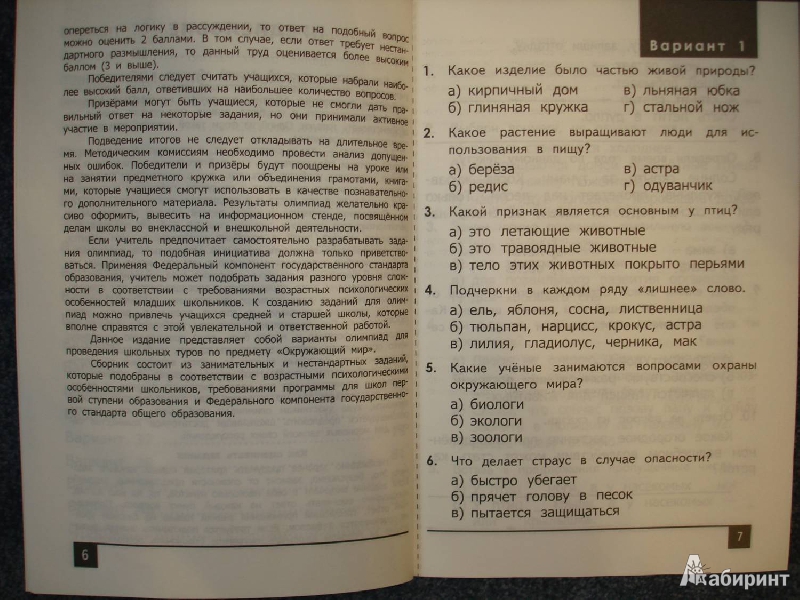 опереться на логику в рассуждении, то ответ на подобный вопрос
можно оценить 2 баллами. В том случае, если ответ требует нестан-
дартного размышления, то данный труд оценивается более высоким
баллом (3 и выше).
Победителями следует считать учащихся, которые набрали наибо-
лее высокий балл, ответивших на наибольшее количество вопросов.
Призёрами могут быть учащиеся, которые не смогли дать пра-
вильный ответ на некоторые задания, но они принимали активное
участие в мероприятии.
Подведение итогов не следует откладывать на длительное вре-
мя. Методическим комиссиям необходимо провести анализ допущен-
ных ошибок. Победители и призёры будут поощрены на уроке или
на занятии предметного кружка или объединения грамотами, книга-
ми, которые учащиеся смогут использовать в качестве познавательно-
го дополнительного материала. Результаты олимпиад желательно кра-
сиво оформить, вывесить на информационном стенде, посвящённом
делам школы во внеклассной и внешкольной деятельности.
Если учитель предпочитает самостоятельно разрабатывать зада-
ния олимпиад, то подобная инициатива должна только приветство-
ваться. Применяя Федеральный компонент государственного стандарта
образования, учитель может подобрать задания разного уровня слож-
ности в соответствии с требованиями возрастных психологических
особенностей младших школьников. К созданию заданий для олим-
пиад можно привлечь учащихся средней и старшей школы, которые
вполне справятся с этой увлекательной и ответственной работой.
Данное издание представляет собой варианты олимпиад для
проведения школьных туров по предмету «Окружающий мир».
Сборник состоит из занимательных и нестандартных заданий,
которые подобраны в соответствии с возрастными психологическими
особенностями школьников, требованиями программы для школ пер-
вой ступени образования и Федерального компонента государственно-
го стандарта общего образования.
6
Вариант 1
1. Какое изделие было частью живой природы?
а) кирпичный дом в) льняная юбка
б) глиняная кружка г) стальной нож
2. Какое растение выращивают люди для ис-
пользования в пищу?
а) берёза в) астра
б) редис г) одуванчик
3. Какой признак является основным у птиц?
а) это летающие животные
б) это травоядные животные
в) тело этих животных покрыто перьями
4. Подчеркни в каждом ряду «лишнее» слово.
а) ель, яблоня, сосна, лиственница
б) тюльпан, нарцисс, крокус, астра
в) лилия, гладиолус, черника, мак
5. Какие учёные занимаются вопросами охраны
окружающего мира?
а) биологи
б) экологи
в) зоологи
6. Что делает страус в случае опасности?
а) быстро убегает
б) прячет голову в песок
в) пытается защищаться
7
Лабиринт